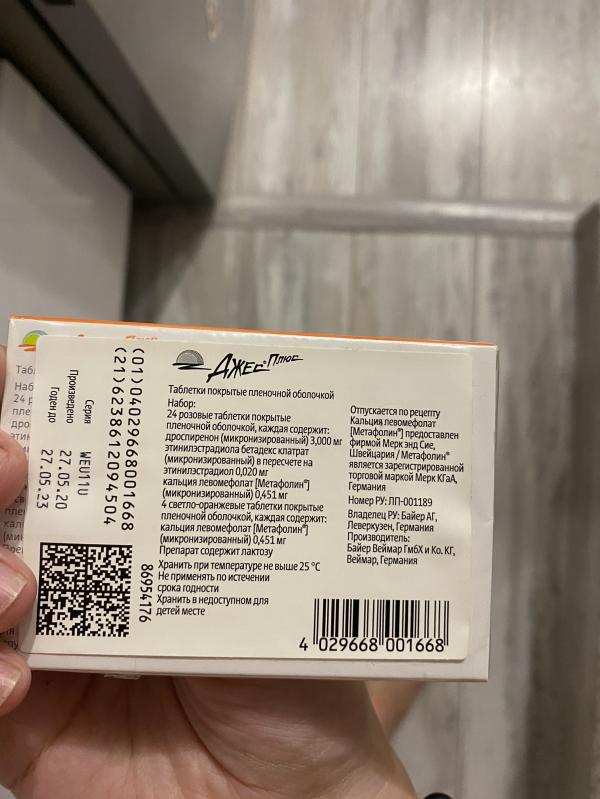 Джес® Плюс
Таблетки покрытые пленочной оболочкой
Набор:
24 розовые таблетки покрытые
пленочной оболочкой, каждая содержит:
дроспиренон (микронизированный) 3,000 мг
этинилэстрадиола бетадекс клатрат
(микронизированный) в пересчете на
этинилэстрадиол 0,020 мг
кальция левомефолат [Метафолин®]
(микронизированный) 0,451 мг
4 светло-оранжевые таблетки покрытые
пленочной оболочкой, каждая содержит:
кальция левомефолат [Метафолин®]
(микронизированный) 0,451 мг
Препарат содержит лактозу
Хранить при температуре не выше 25 °C
Не применять по истечении
срока годности
Хранить в недоступном для
детей месте
Отпускается по рецепту
Кальция левомефолат
[Метафолин®] предоставлен
фирмой Мерк энд Сие,
Швейцария / Метафолин®
является зарегистрированной
торговой маркой Мерк КГаА,
Германия
Номер РУ: ЛП-001189
Владелец РУ: Байер АГ,
Леверкузен, Германия
Производитель:
Байер Веймар ГмбХ и Ко. КГ,
Веймар, Германия
4 029668 001668
(01)04029668001668
(21)6238612094504
Серия WEU11U
Произведено 27.05.20
Годен до 27.05.23
86954176